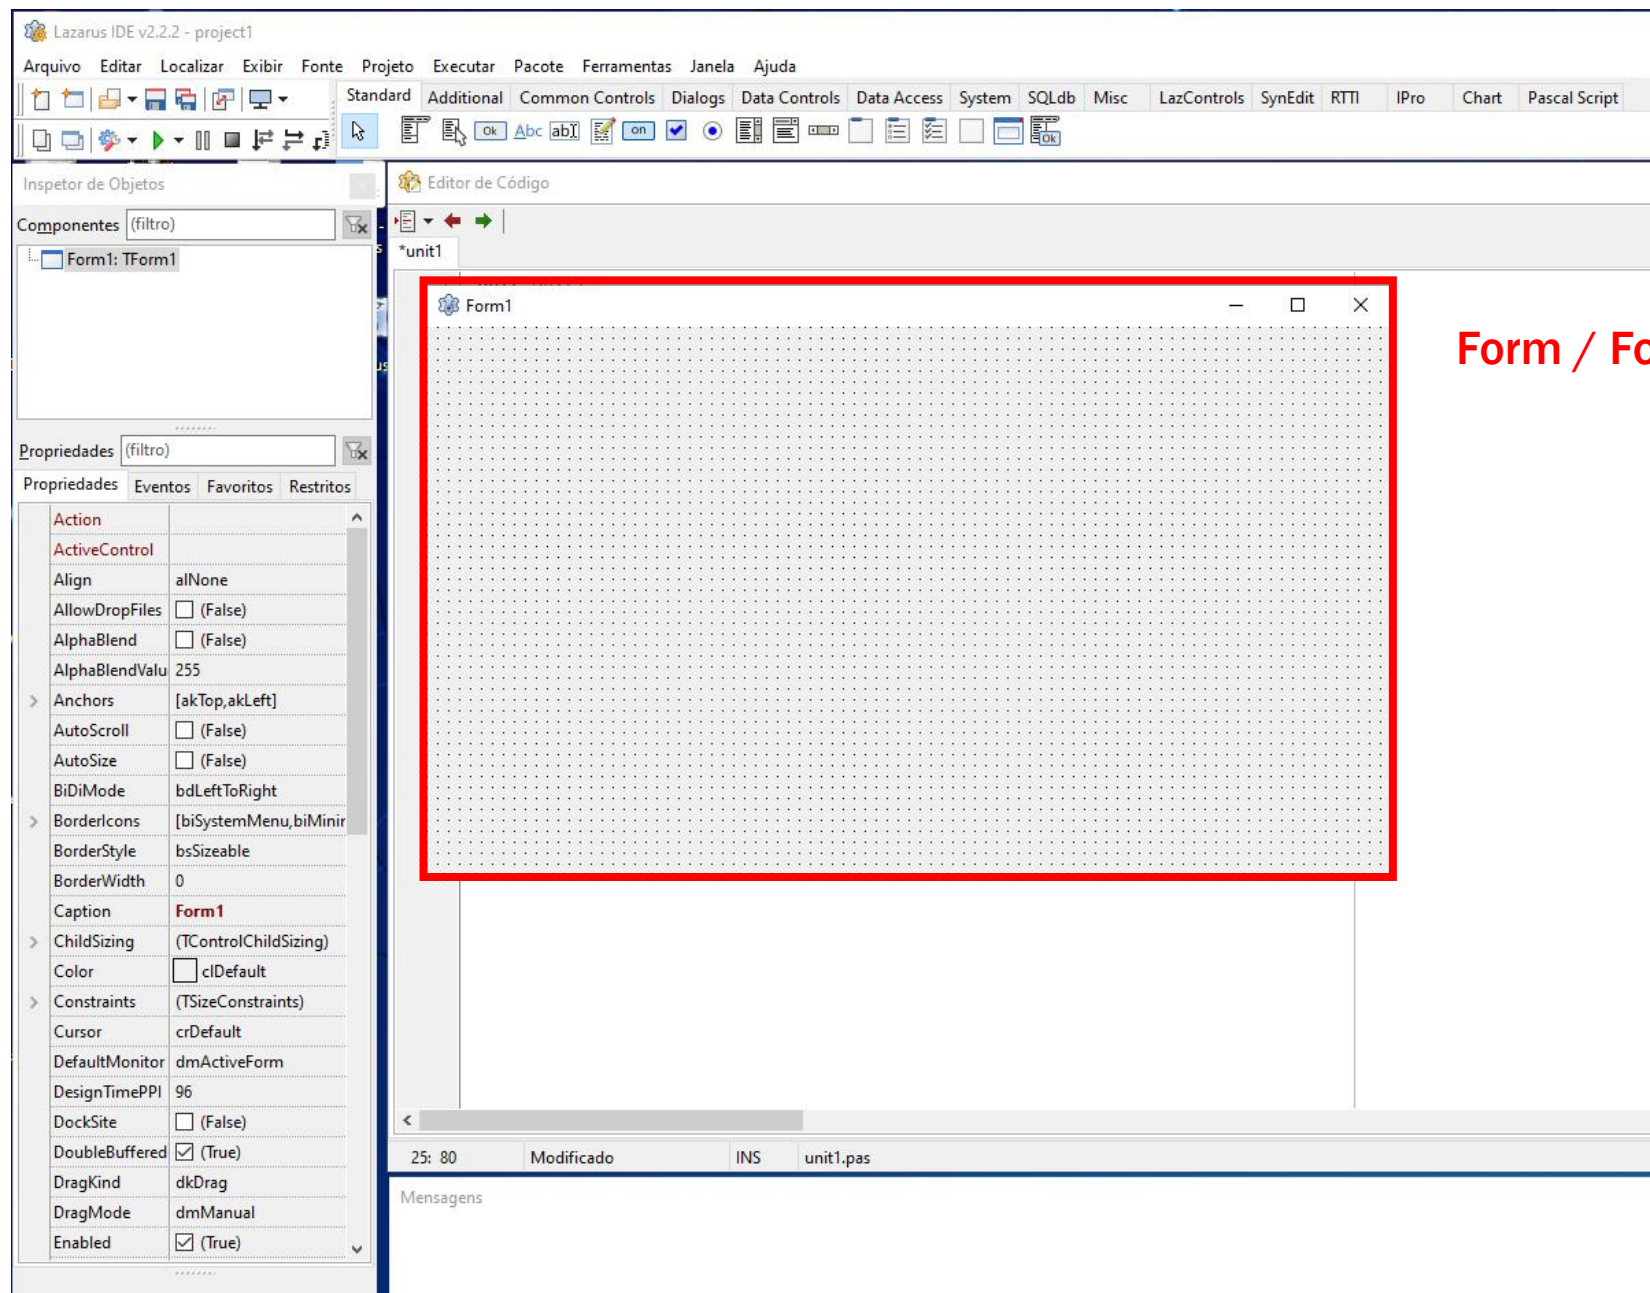 Lazarus IDE v2.2.2 - project1
Arquivo Editar Localizar Exibir Fonte Projeto Executar Pacote Ferramentas Janela Ajuda
Standard Additional Common Controls Dialogs Data Controls Data Access System SQLdb Misc LazControls SynEdit RTTI IPro Chart Pascal Script
Ok Abc abI on Ok
Inspetor de Objetos
Editor de Código
Componentes (filtro)
*unit1
Form1: TForm1
Form1
Form / Fo
Propriedades (filtro)
Propriedades Eventos Favoritos Restritos
Action
ActiveControl
Align alNone
AllowDropFiles (False)
AlphaBlend (False)
AlphaBlendValu 255
Anchors [akTop,akLeft]
AutoScroll (False)
AutoSize (False)
BiDiMode bdLeftToRight
BorderIcons [biSystemMenu,biMinir
BorderStyle bsSizeable
BorderWidth 0
Caption Form1
ChildSizing (TControlChildSizing)
Color clDefault
Constraints (TSizeConstraints)
Cursor crDefault
DefaultMonitor dmActiveForm
DesignTimePPI 96
DockSite (False)
DoubleBuffered (True)
DragKind dkDrag
DragMode dmManual
Enabled (True)
25: 80 Modificado INS unit1.pas
Mensagens